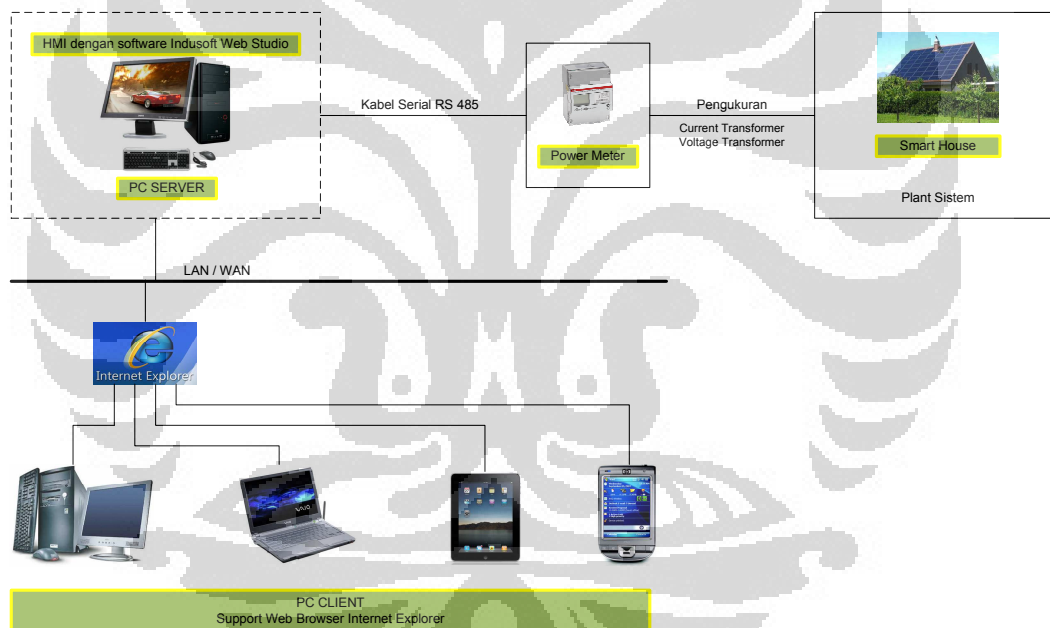 HMI dengan software Indusoft Web Studio
PC SERVER
Kabel Serial RS 485
Power Meter
Pengukuran
Current Transformer
Voltage Transformer
Smart House
Plant Sistem
LAN / WAN
Internet Explorer
VAIO
PC CLIENT
Support Web Browser Internet Explorer